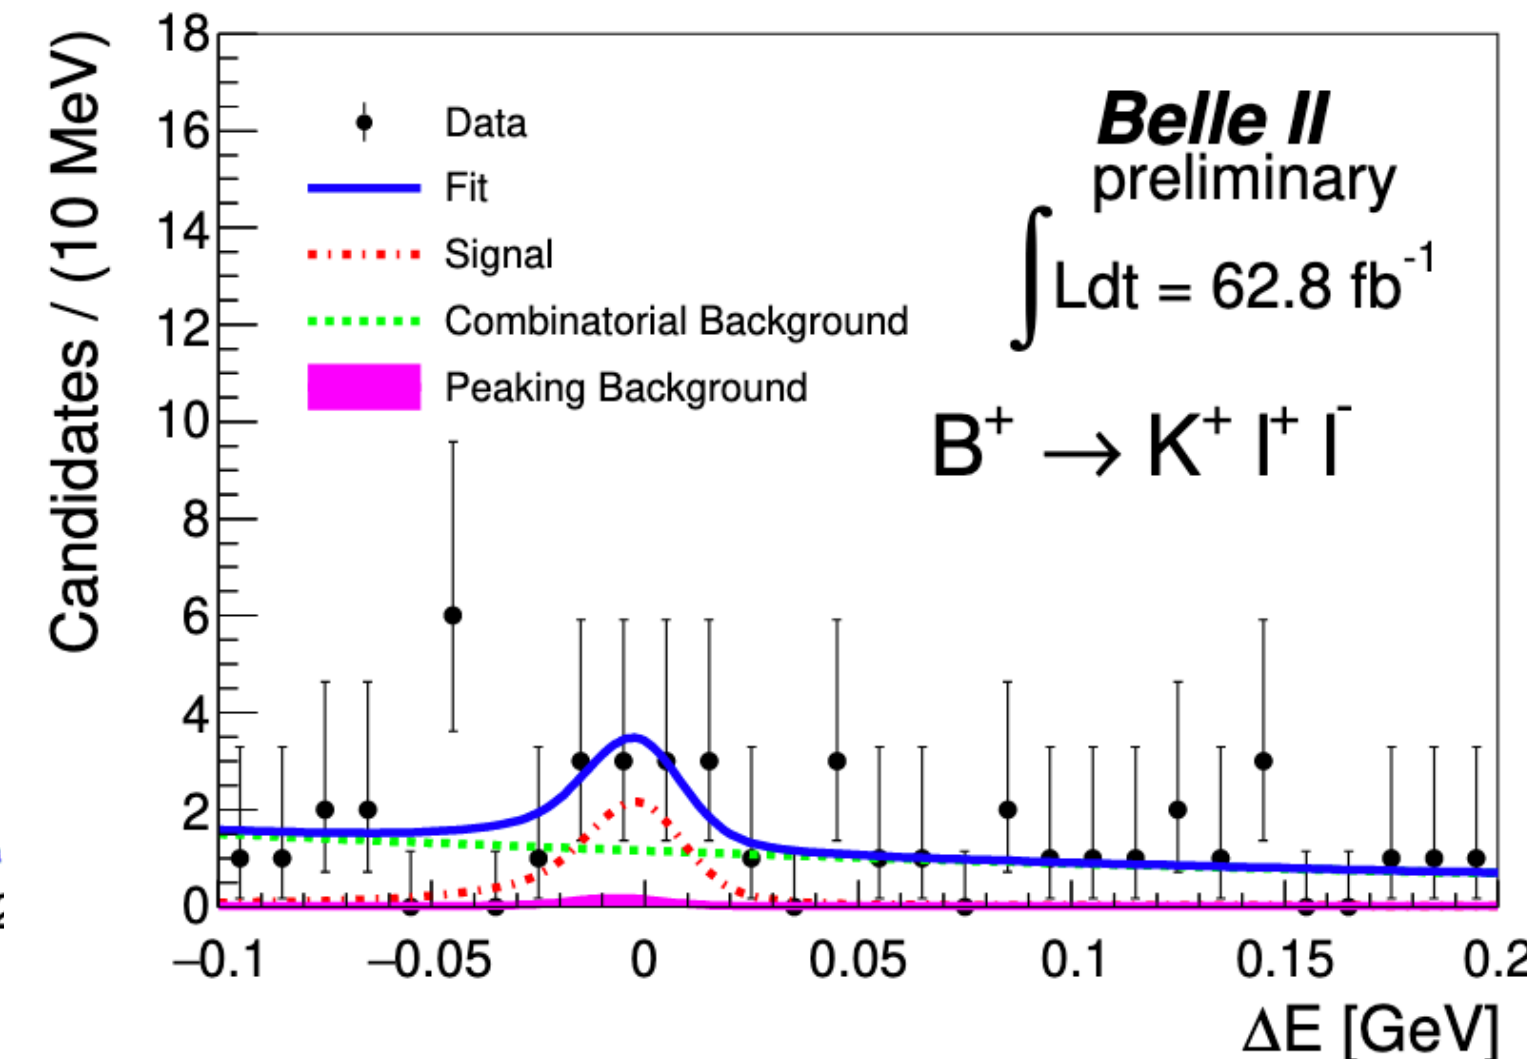 Candidates / (10 MeV)
18
16
14
12
10
8
6
4
2
0
Data
Fit
Signal
Combinatorial Background
Peaking Background
Belle II
preliminary
∫Ldt = 62.8 fb⁻¹
B⁺ → K⁺ l⁺ l⁻
−0.1 −0.05 0 0.05 0.1 0.15 0.2
ΔE [GeV]